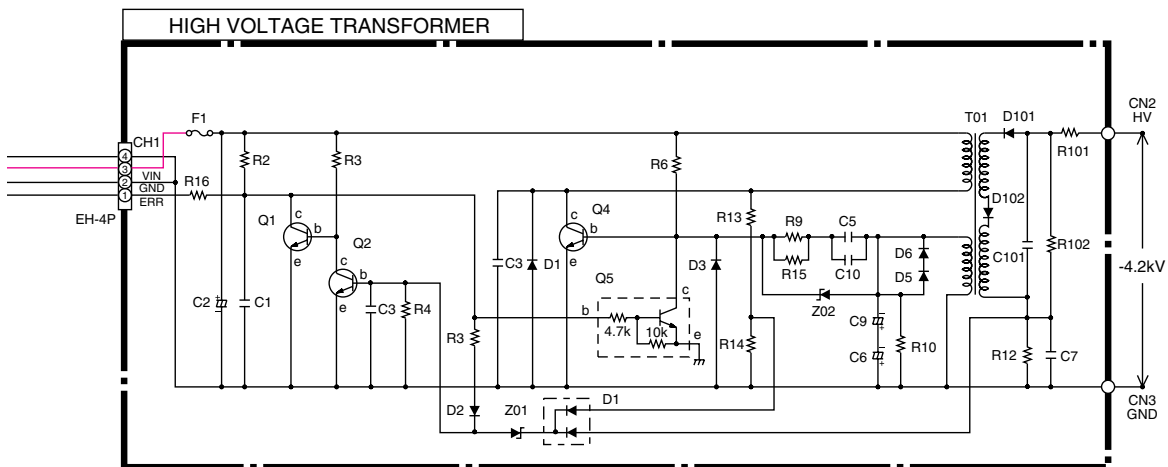 HIGH VOLTAGE TRANSFORMER
F1
T01
D101
CN2
HV
CH1
4
3
2
1
VIN
GND
ERR
EH-4P
R16
R2
R3
R6
R101
D102
Q1
c
b
e
Q2
c
b
e
Q4
c
b
e
R13
R9
C5
R15
C10
D6
D5
C101
R102
-4.2kV
C2
C1
C3
R4
C3
D1
Q5
b
c
e
4.7k
10k
D3
Z02
C9
C6
R10
R3
R14
R12
C7
D2
Z01
D1
CN3
GND